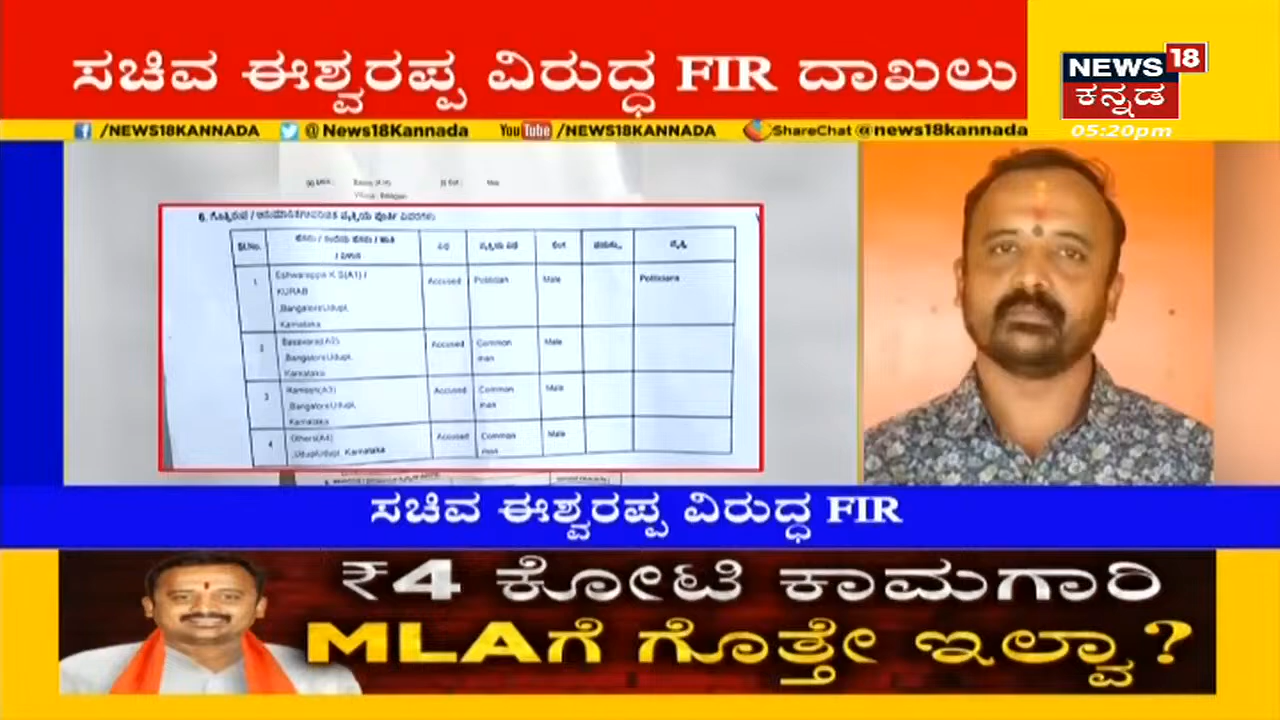 ಸಚಿವ ಈಶ್ವರಪ್ಪ ವಿರುದ್ಧ FIR ದಾಖಲು
NEWS 18
ಕನ್ನಡ
05:20pm
/NEWS18KANNADA @News18Kannada YouTube /NEWS18KANNADA ShareChat @news18kannada
Sl.No.
1 Eshwarappa K S(A1) / Accused Politician Male Politicians
KURAB
,Bangalore,Udupi,
Karnataka
2 Basavaraj(A2) Accused Common Male
,Bangalore,Udupi, man
Karnataka
3 Ramesh(A3) Accused Common Male
,Bangalore,Udupi, man
Karnataka
4 Others(A4) Accused Common Male
,Udupi,Udupi, Karnataka man
ಸಚಿವ ಈಶ್ವರಪ್ಪ ವಿರುದ್ಧ FIR
₹4 ಕೋಟಿ ಕಾಮಗಾರಿ
MLAಗೆ ಗೊತ್ತೇ ಇಲ್ವಾ?